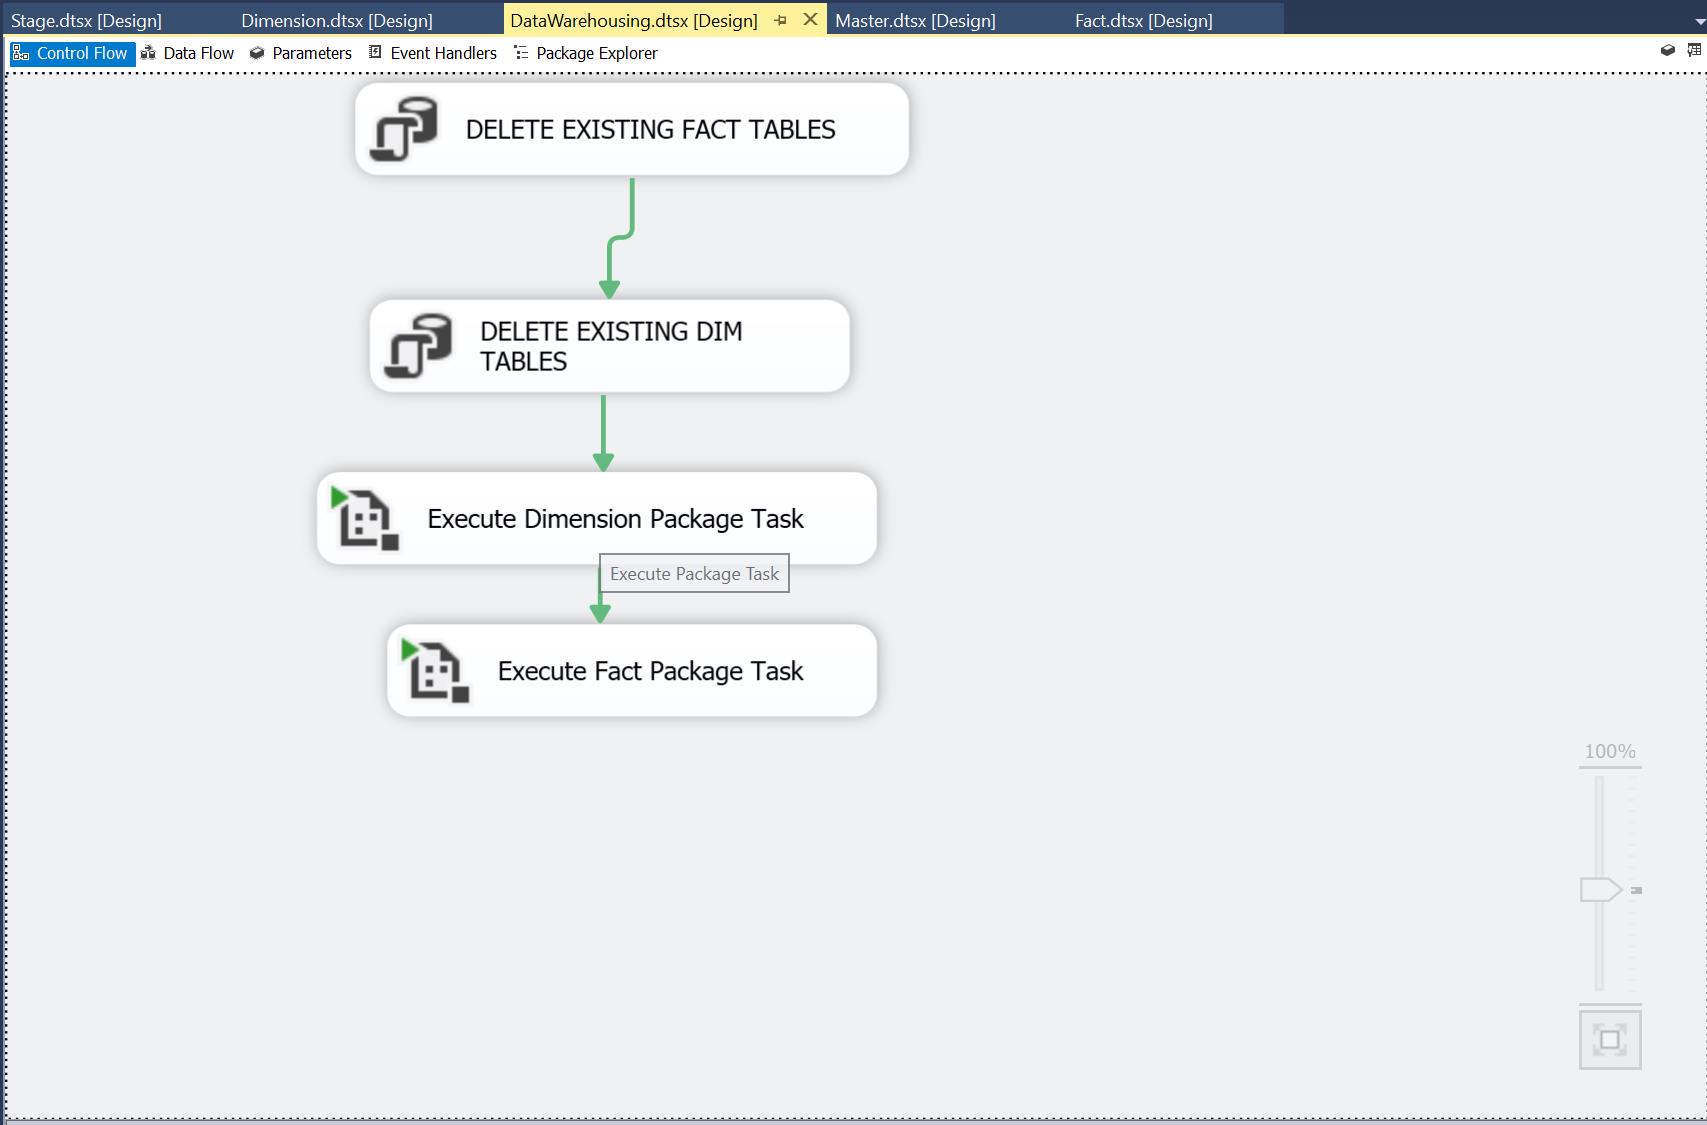 Stage.dtsx [Design]
Dimension.dtsx [Design]
DataWarehousing.dtsx [Design]
Master.dtsx [Design]
Fact.dtsx [Design]
Control Flow
Data Flow
Parameters
Event Handlers
Package Explorer
DELETE EXISTING FACT TABLES
DELETE EXISTING DIM
TABLES
Execute Dimension Package Task
Execute Package Task
Execute Fact Package Task
100%